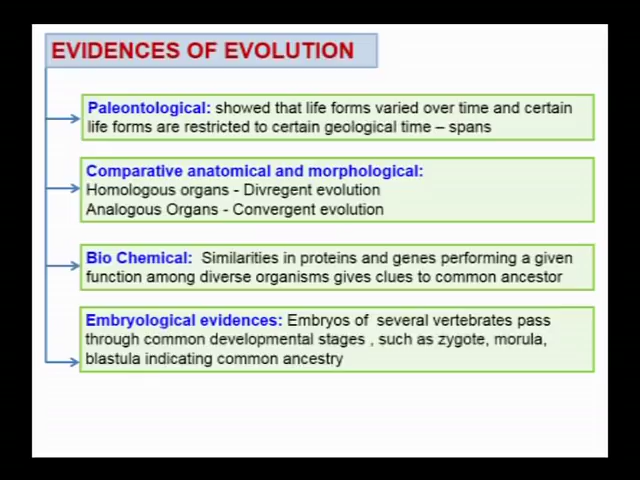 EVIDENCES OF EVOLUTION
Paleontological: showed that life forms varied over time and certain
life forms are restricted to certain geological time – spans
Comparative anatomical and morphological:
Homologous organs - Divregent evolution
Analogous Organs - Convergent evolution
Bio Chemical: Similarities in proteins and genes performing a given
function among diverse organisms gives clues to common ancestor
Embryological evidences: Embryos of several vertebrates pass
through common developmental stages , such as zygote, morula,
blastula indicating common ancestry